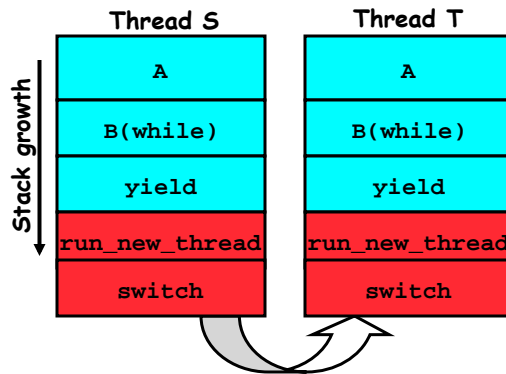 Thread S
Thread T
Stack growth
A
A
B(while)
B(while)
yield
yield
run_new_thread
run_new_thread
switch
switch